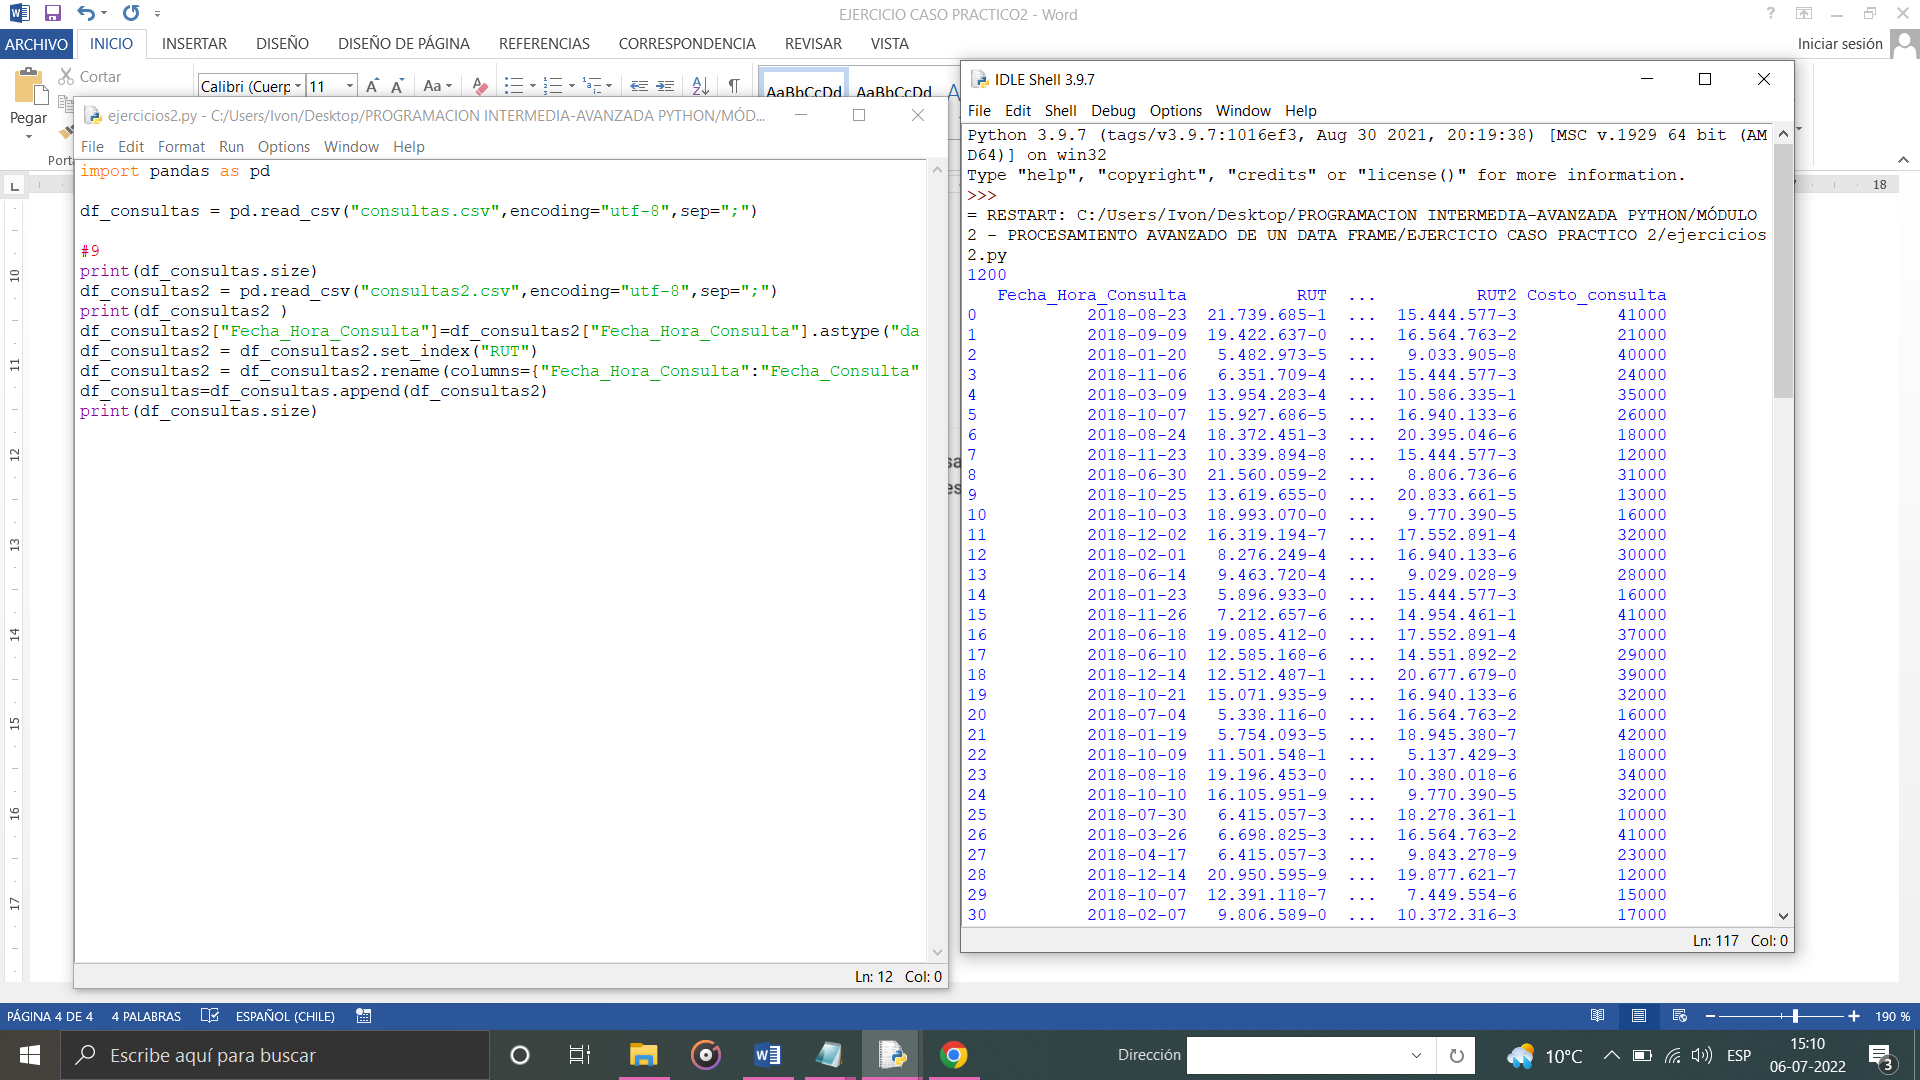 EJERCICIO CASO PRACTICO2 - Word
ARCHIVO INICIO INSERTAR DISEÑO DISEÑO DE PÁGINA REFERENCIAS CORRESPONDENCIA REVISAR VISTA Iniciar sesión
Pegar
Cortar
Calibri (Cuerp 11
Aa
AaBbCcDd AaBbCcDd
18
10
11
12
13
14
15
16
17
ejercicios2.py - C:/Users/Ivon/Desktop/PROGRAMACION INTERMEDIA-AVANZADA PYTHON/MÓD...
File Edit Format Run Options Window Help
import pandas as pd
df_consultas = pd.read_csv("consultas.csv",encoding="utf-8",sep=";")
#9
print(df_consultas.size)
df_consultas2 = pd.read_csv("consultas2.csv",encoding="utf-8",sep=";")
print(df_consultas2 )
df_consultas2["Fecha_Hora_Consulta"]=df_consultas2["Fecha_Hora_Consulta"].astype("da
df_consultas2 = df_consultas2.set_index("RUT")
df_consultas2 = df_consultas2.rename(columns={"Fecha_Hora_Consulta":"Fecha_Consulta"
df_consultas=df_consultas.append(df_consultas2)
print(df_consultas.size)
Ln: 12 Col: 0
IDLE Shell 3.9.7
File Edit Shell Debug Options Window Help
Python 3.9.7 (tags/v3.9.7:1016ef3, Aug 30 2021, 20:19:38) [MSC v.1929 64 bit (AM
D64)] on win32
Type "help", "copyright", "credits" or "license()" for more information.
>>>
= RESTART: C:/Users/Ivon/Desktop/PROGRAMACION INTERMEDIA-AVANZADA PYTHON/MÓDULO
2 - PROCESAMIENTO AVANZADO DE UN DATA FRAME/EJERCICIO CASO PRACTICO 2/ejercicios
2.py
1200
Fecha_Hora_Consulta RUT ... RUT2 Costo_consulta
0 2018-08-23 21.739.685-1 ... 15.444.577-3 41000
1 2018-09-09 19.422.637-0 ... 16.564.763-2 21000
2 2018-01-20 5.482.973-5 ... 9.033.905-8 40000
3 2018-11-06 6.351.709-4 ... 15.444.577-3 24000
4 2018-03-09 13.954.283-4 ... 10.586.335-1 35000
5 2018-10-07 15.927.686-5 ... 16.940.133-6 26000
6 2018-08-24 18.372.451-3 ... 20.395.046-6 18000
7 2018-11-23 10.339.894-8 ... 15.444.577-3 12000
8 2018-06-30 21.560.059-2 ... 8.806.736-6 31000
9 2018-10-25 13.619.655-0 ... 20.833.661-5 13000
10 2018-10-03 18.993.070-0 ... 9.770.390-5 16000
11 2018-12-02 16.319.194-7 ... 17.552.891-4 32000
12 2018-02-01 8.276.249-4 ... 16.940.133-6 30000
13 2018-06-14 9.463.720-4 ... 9.029.028-9 28000
14 2018-01-23 5.896.933-0 ... 15.444.577-3 16000
15 2018-11-26 7.212.657-6 ... 14.954.461-1 41000
16 2018-06-18 19.085.412-0 ... 17.552.891-4 37000
17 2018-06-10 12.585.168-6 ... 14.551.892-2 29000
18 2018-12-14 12.512.487-1 ... 20.677.679-0 39000
19 2018-10-21 15.071.935-9 ... 16.940.133-6 32000
20 2018-07-04 5.338.116-0 ... 16.564.763-2 16000
21 2018-01-19 5.754.093-5 ... 18.945.380-7 42000
22 2018-10-09 11.501.548-1 ... 5.137.429-3 18000
23 2018-08-18 19.196.453-0 ... 10.380.018-6 34000
24 2018-10-10 16.105.951-9 ... 9.770.390-5 32000
25 2018-07-30 6.415.057-3 ... 18.278.361-1 10000
26 2018-03-26 6.698.825-3 ... 16.564.763-2 41000
27 2018-04-17 6.415.057-3 ... 9.843.278-9 23000
28 2018-12-14 20.950.595-9 ... 19.877.621-7 12000
29 2018-10-07 12.391.118-7 ... 7.449.554-6 15000
30 2018-02-07 9.806.589-0 ... 10.372.316-3 17000
Ln: 117 Col: 0
PÁGINA 4 DE 4 4 PALABRAS ESPAÑOL (CHILE) 190 %
Escribe aquí para buscar
Dirección
10°C ESP
15:10
06-07-2022
3